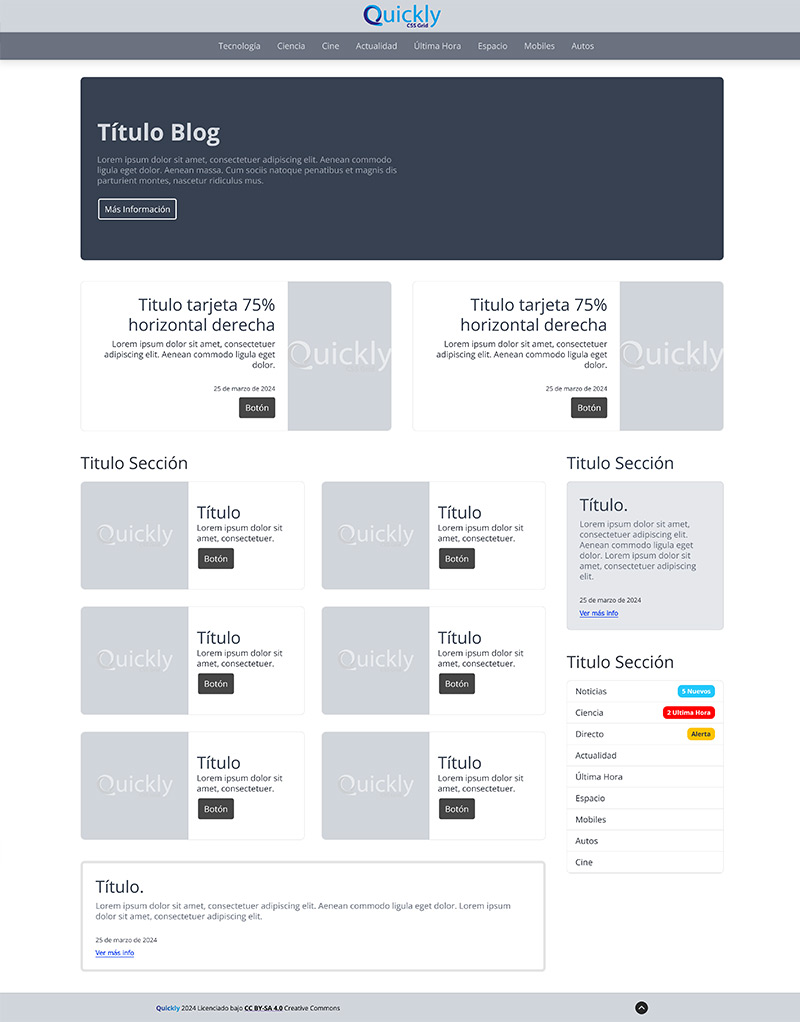 Quickly
CSS Grid
Tecnología Ciencia Cine Actualidad Última Hora Espacio Mobiles Autos
Título Blog
Lorem ipsum dolor sit amet, consectetuer adipiscing elit. Aenean commodo
ligula eget dolor. Aenean massa. Cum sociis natoque penatibus et magnis dis
parturient montes, nascetur ridiculus mus.
Más Información
Titulo tarjeta 75%
horizontal derecha
Lorem ipsum dolor sit amet, consectetuer
adipiscing elit. Aenean commodo ligula eget
dolor.
25 de marzo de 2024
Botón
Quickly
Titulo tarjeta 75%
horizontal derecha
Lorem ipsum dolor sit amet, consectetuer
adipiscing elit. Aenean commodo ligula eget
dolor.
25 de marzo de 2024
Botón
Quickly
Titulo Sección
Quickly
Título
Lorem ipsum dolor sit
amet, consectetuer.
Botón
Quickly
Título
Lorem ipsum dolor sit
amet, consectetuer.
Botón
Quickly
Título
Lorem ipsum dolor sit
amet, consectetuer.
Botón
Quickly
Título
Lorem ipsum dolor sit
amet, consectetuer.
Botón
Quickly
Título
Lorem ipsum dolor sit
amet, consectetuer.
Botón
Quickly
Título
Lorem ipsum dolor sit
amet, consectetuer.
Botón
Título.
Lorem ipsum dolor sit amet, consectetuer adipiscing elit. Aenean commodo ligula eget dolor. Lorem ipsum
dolor sit amet, consectetuer adipiscing elit.
25 de marzo de 2024
Ver más info
Titulo Sección
Título.
Lorem ipsum dolor sit amet,
consectetuer adipiscing elit.
Aenean commodo ligula eget
dolor. Lorem ipsum dolor sit
amet, consectetuer adipiscing
elit.
25 de marzo de 2024
Ver más info
Titulo Sección
Noticias 5 Nuevos
Ciencia 2 Ultima Hora
Directo Alerta
Actualidad
Última Hora
Espacio
Mobiles
Autos
Cine
Quickly 2024 Licenciado bajo CC BY-SA 4.0 Creative Commons